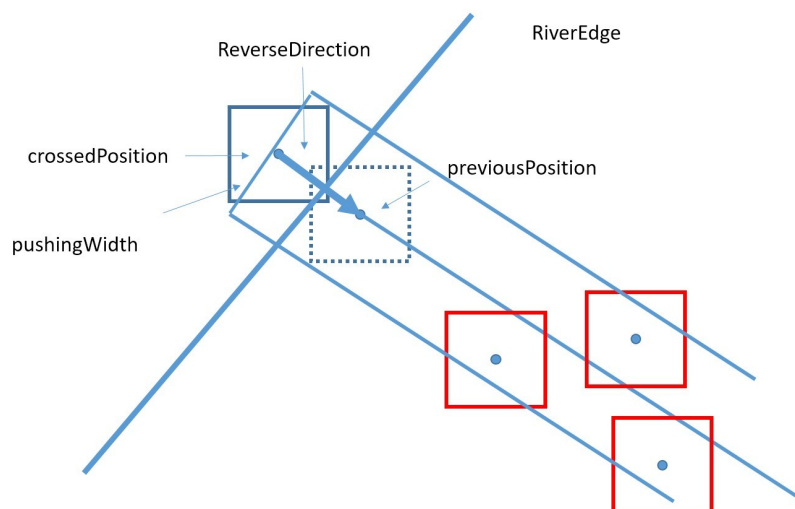 RiverEdge
ReverseDirection
crossedPosition
previousPosition
pushingWidth